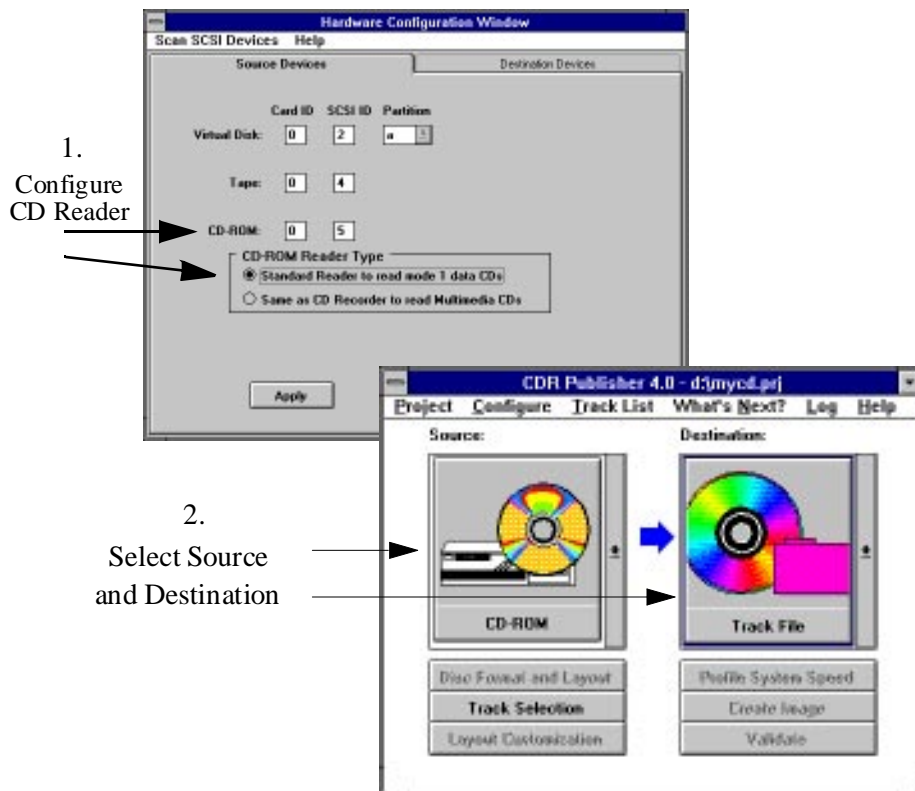 Hardware Configuration Window
Scan SCSI Devices Help
Source Devices Destination Devices
Card ID SCSI ID Partition
Virtual Disk: 0 2 a
Tape: 0 4
CD-ROM: 0 5
CD-ROM Reader Type
Standard Reader to read mode 1 data CDs
Same as CD Recorder to read Multimedia CDs
Apply
1.
Configure
CD Reader
CDR Publisher 4.0 - d:\mycd.prj
Project Configure Track List What's Next? Log Help
Source: Destination:
CD-ROM Track File
Disc Format and Layout Profile System Speed
Track Selection Create Image
Layout Customization Validate
2.
Select Source
and Destination